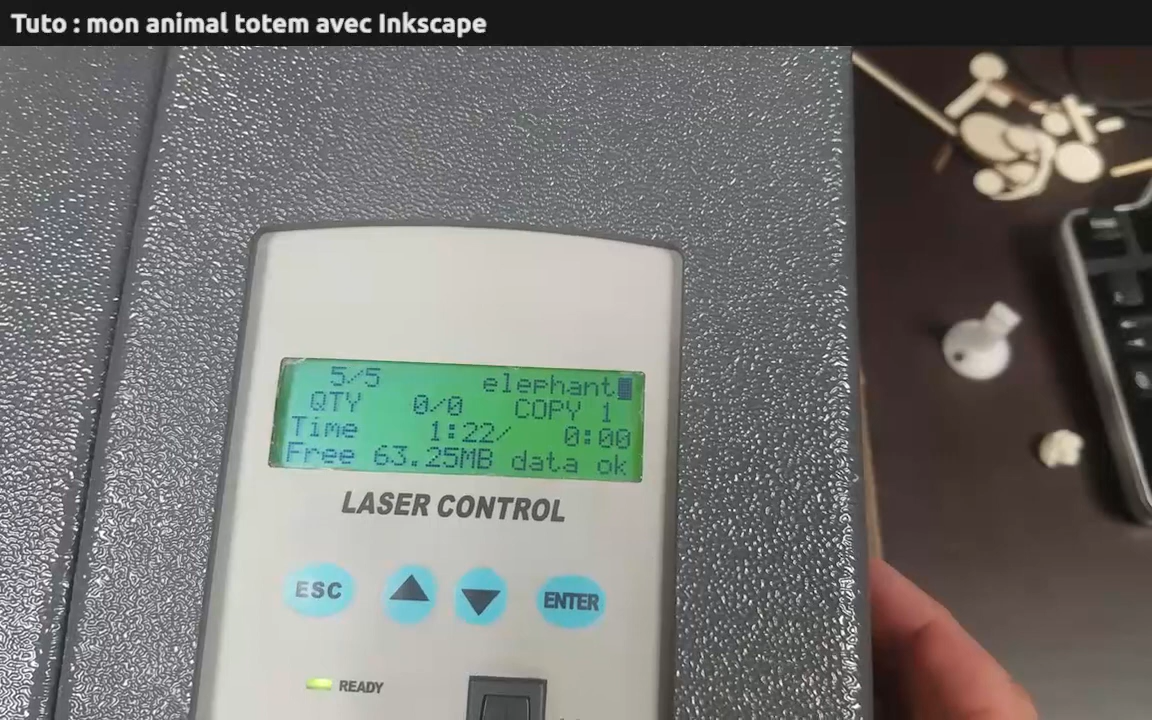 Tuto : mon animal totem avec Inkscape
5/5 elephant
QTY 0/0 COPY 1
Time 1:22/ 0:00
Free 63.25MB data ok
LASER CONTROL
ESC
ENTER
READY